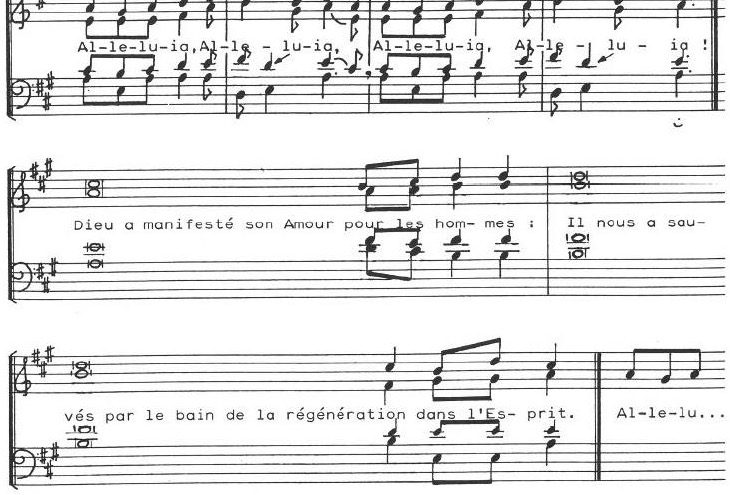 Al-le-lu-ia, Al-le - lu-ia, Al-le-lu-ia, Al-le - lu - ia !
Dieu a manifesté son Amour pour les hom- mes : Il nous a sau-
vés par le bain de la régénération dans l'Es- prit. Al-le-lu...